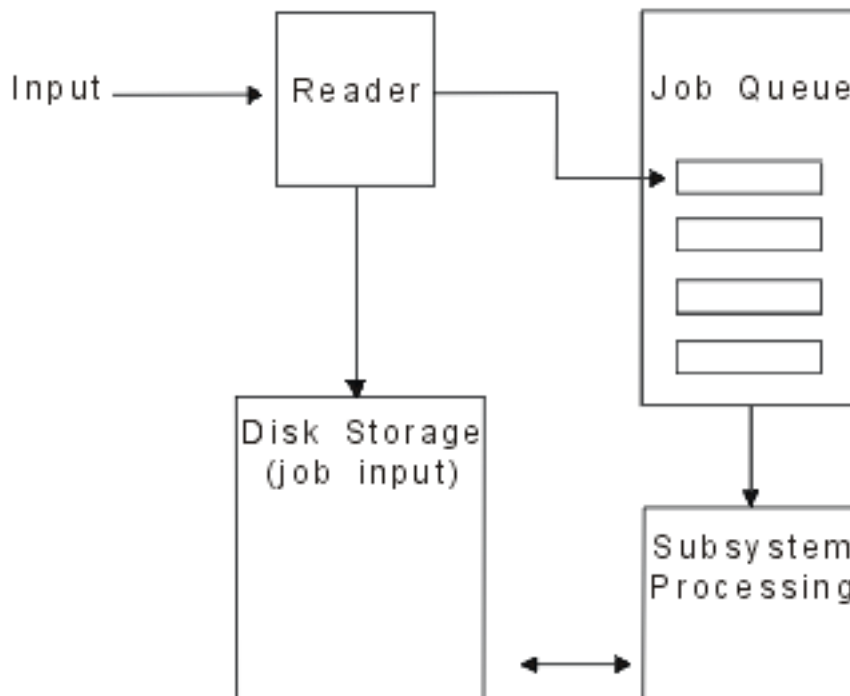 Input
Reader
Job Queue
Disk Storage
(job input)
Subsystem
Processing